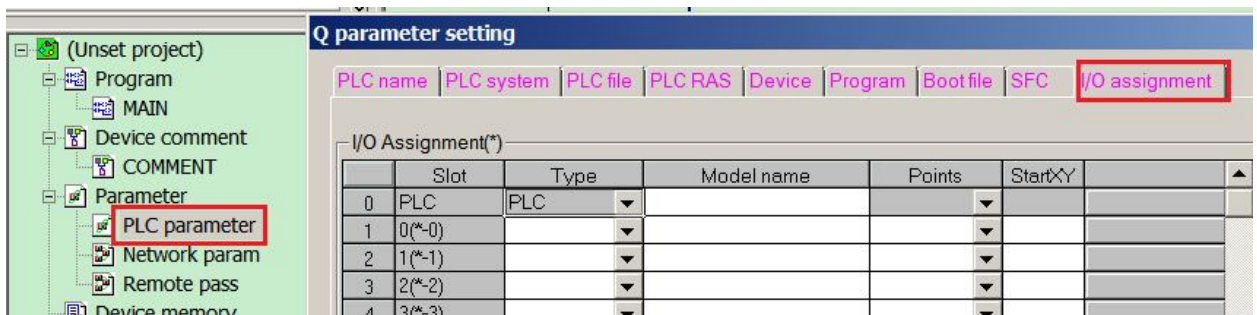 (Unset project)
Program
MAIN
Device comment
COMMENT
Parameter
PLC parameter
Network param
Remote pass
Device memory
Q parameter setting
PLC name PLC system PLC file PLC RAS Device Program Boot file SFC I/O assignment
I/O Assignment(*)
Slot Type Model name Points StartXY
0 PLC PLC
1 0(*-0)
2 1(*-1)
3 2(*-2)
4 3(*-3)